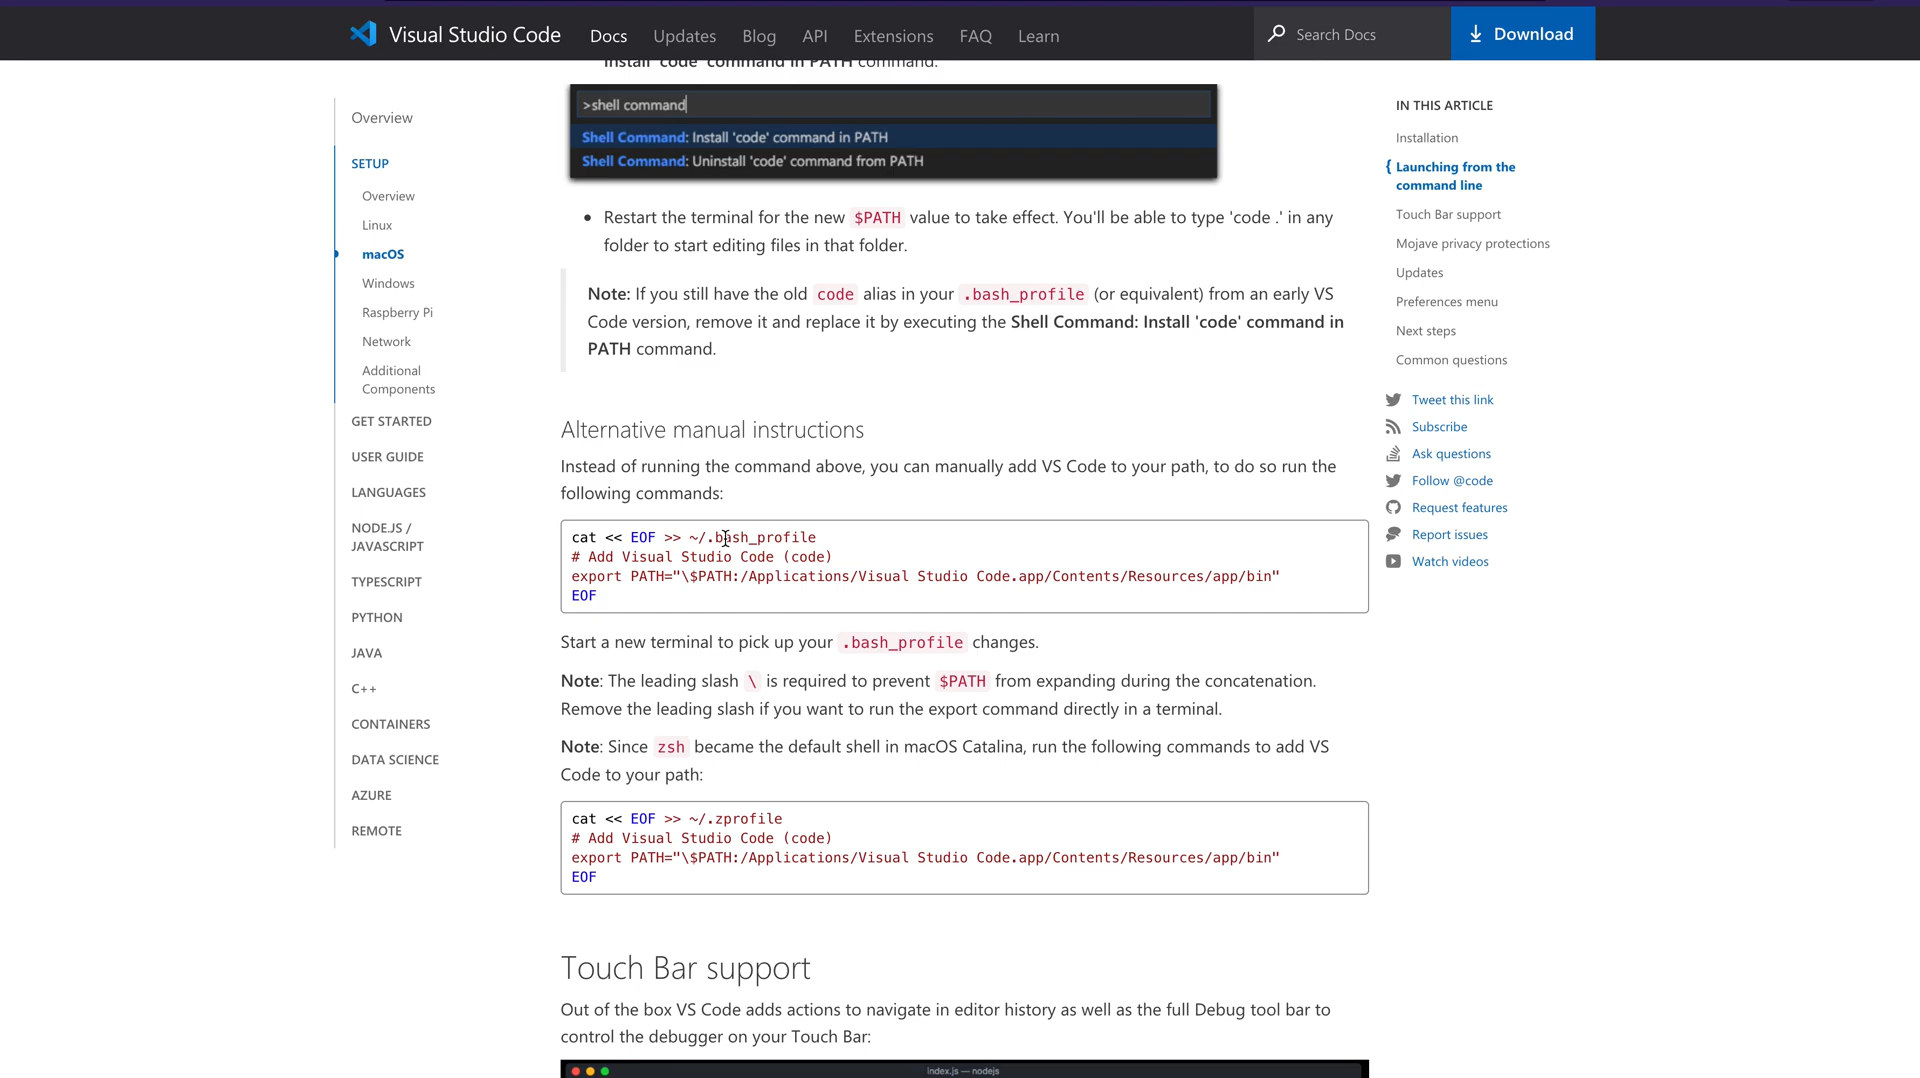 Visual Studio Code Docs Updates Blog API Extensions FAQ Learn Search Docs Download
Install 'code' command in PATH command.
>shell command
Shell Command: Install 'code' command in PATH
Shell Command: Uninstall 'code' command from PATH
Overview
SETUP
Overview
Linux
macOS
Windows
Raspberry Pi
Network
Additional
Components
GET STARTED
USER GUIDE
LANGUAGES
NODE.JS /
JAVASCRIPT
TYPESCRIPT
PYTHON
JAVA
C++
CONTAINERS
DATA SCIENCE
AZURE
REMOTE
• Restart the terminal for the new $PATH value to take effect. You'll be able to type 'code .' in any
folder to start editing files in that folder.
Note: If you still have the old code alias in your .bash_profile (or equivalent) from an early VS
Code version, remove it and replace it by executing the Shell Command: Install 'code' command in
PATH command.
Alternative manual instructions
Instead of running the command above, you can manually add VS Code to your path, to do so run the
following commands:
cat << EOF >> ~/.bash_profile
# Add Visual Studio Code (code)
export PATH="\$PATH:/Applications/Visual Studio Code.app/Contents/Resources/app/bin"
EOF
Start a new terminal to pick up your .bash_profile changes.
Note: The leading slash \ is required to prevent $PATH from expanding during the concatenation.
Remove the leading slash if you want to run the export command directly in a terminal.
Note: Since zsh became the default shell in macOS Catalina, run the following commands to add VS
Code to your path:
cat << EOF >> ~/.zprofile
# Add Visual Studio Code (code)
export PATH="\$PATH:/Applications/Visual Studio Code.app/Contents/Resources/app/bin"
EOF
Touch Bar support
Out of the box VS Code adds actions to navigate in editor history as well as the full Debug tool bar to
control the debugger on your Touch Bar:
index.js — nodejs
IN THIS ARTICLE
Installation
{ Launching from the
command line
Touch Bar support
Mojave privacy protections
Updates
Preferences menu
Next steps
Common questions
Tweet this link
Subscribe
Ask questions
Follow @code
Request features
Report issues
Watch videos